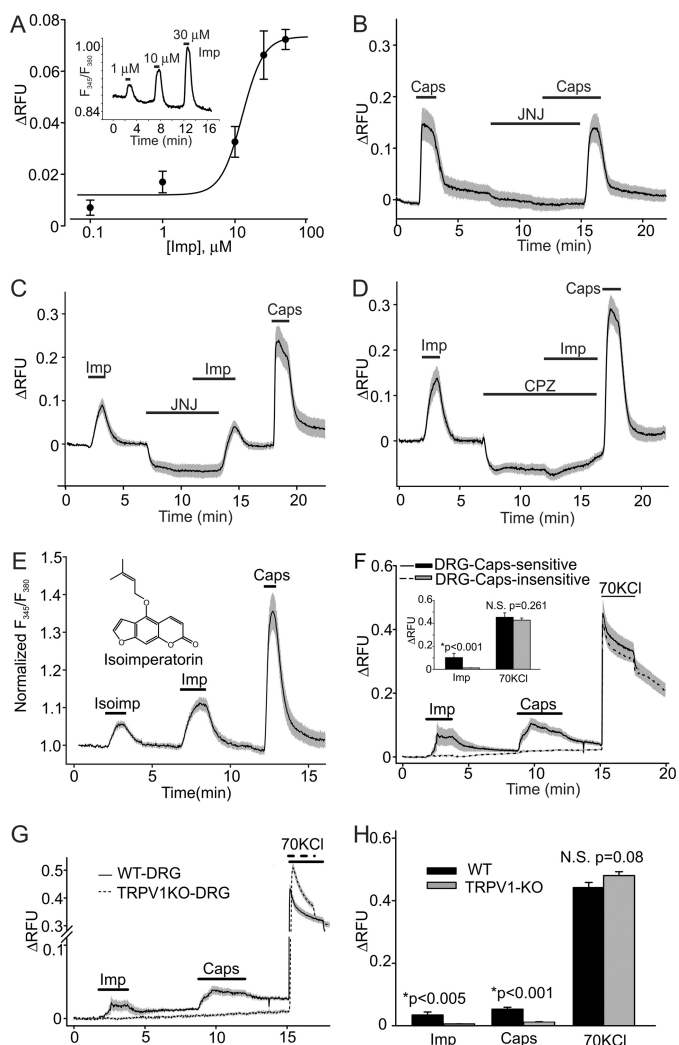 A
0.08
0.06
0.04
0.02
0
ΔRFU
0.1
1
10
100
[Imp], μM
1.00
0.84
F345/F380
1 μM
10 μM
30 μM
Imp
0 4 8 12 16
Time (min)
B
0.3
0.2
0.1
0
ΔRFU
Caps
Caps
JNJ
0 5 10 15 20
Time (min)
C
0.3
0.2
0.1
0
ΔRFU
Imp
JNJ
Imp
Caps
0 5 10 15 20
Time (min)
D
0.3
0.2
0.1
0
ΔRFU
Imp
CPZ
Imp
Caps
0 5 10 15 20
Time (min)
E
1.5
1.4
1.3
1.2
1.1
1.0
Normalized F345/F380
Isoimperatorin
O
O
O
O
Isoimp
Imp
Caps
0 5 10 15
Time(min)
F
DRG-Caps-sensitive
DRG-Caps-insensitive
0.6
0.4
0.2
0
ΔRFU
0.6
0.4
0.2
0
ΔRFU
*p<0.001
N.S. p=0.261
Imp
70KCl
Imp
Caps
70KCl
0 5 10 15 20
Time (min)
G
WT-DRG
TRPV1KO-DRG
0.5
0.4
0.3
0.1
0
ΔRFU
Imp
Caps
70KCl
0 5 10 15
H
0.6
0.4
0.2
0
ΔRFU
WT
TRPV1-KO
*p<0.005
*p<0.001
N.S. p=0.08
Imp
Caps
70KCl